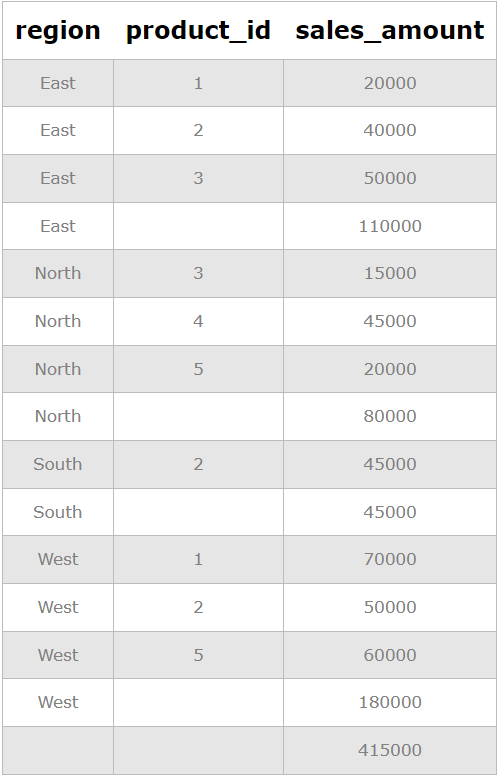 region product_id sales_amount
East 1 20000
East 2 40000
East 3 50000
East 110000
North 3 15000
North 4 45000
North 5 20000
North 80000
South 2 45000
South 45000
West 1 70000
West 2 50000
West 5 60000
West 180000
415000